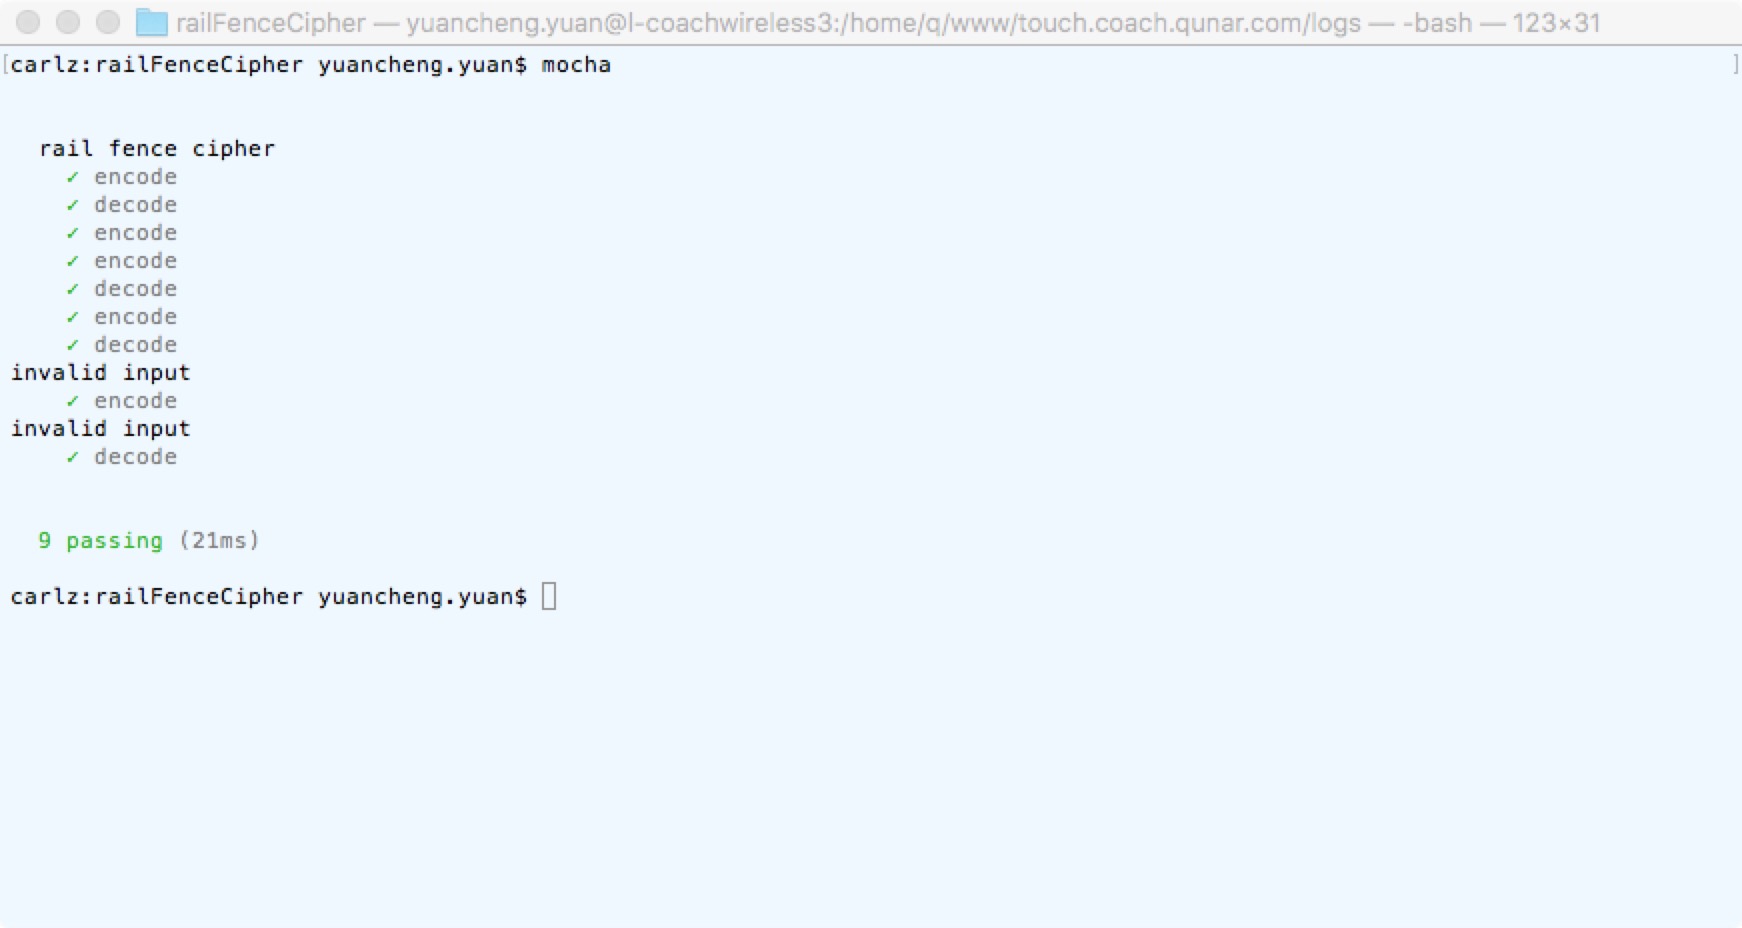 railFenceCipher — yuancheng.yuan@l-coachwireless3:/home/q/www/touch.coach.qunar.com/logs — -bash — 123×31
[carlz:railFenceCipher yuancheng.yuan$ mocha ]
rail fence cipher
✓ encode
✓ decode
✓ encode
✓ encode
✓ decode
✓ encode
✓ decode
invalid input
✓ encode
invalid input
✓ decode
9 passing (21ms)
carlz:railFenceCipher yuancheng.yuan$